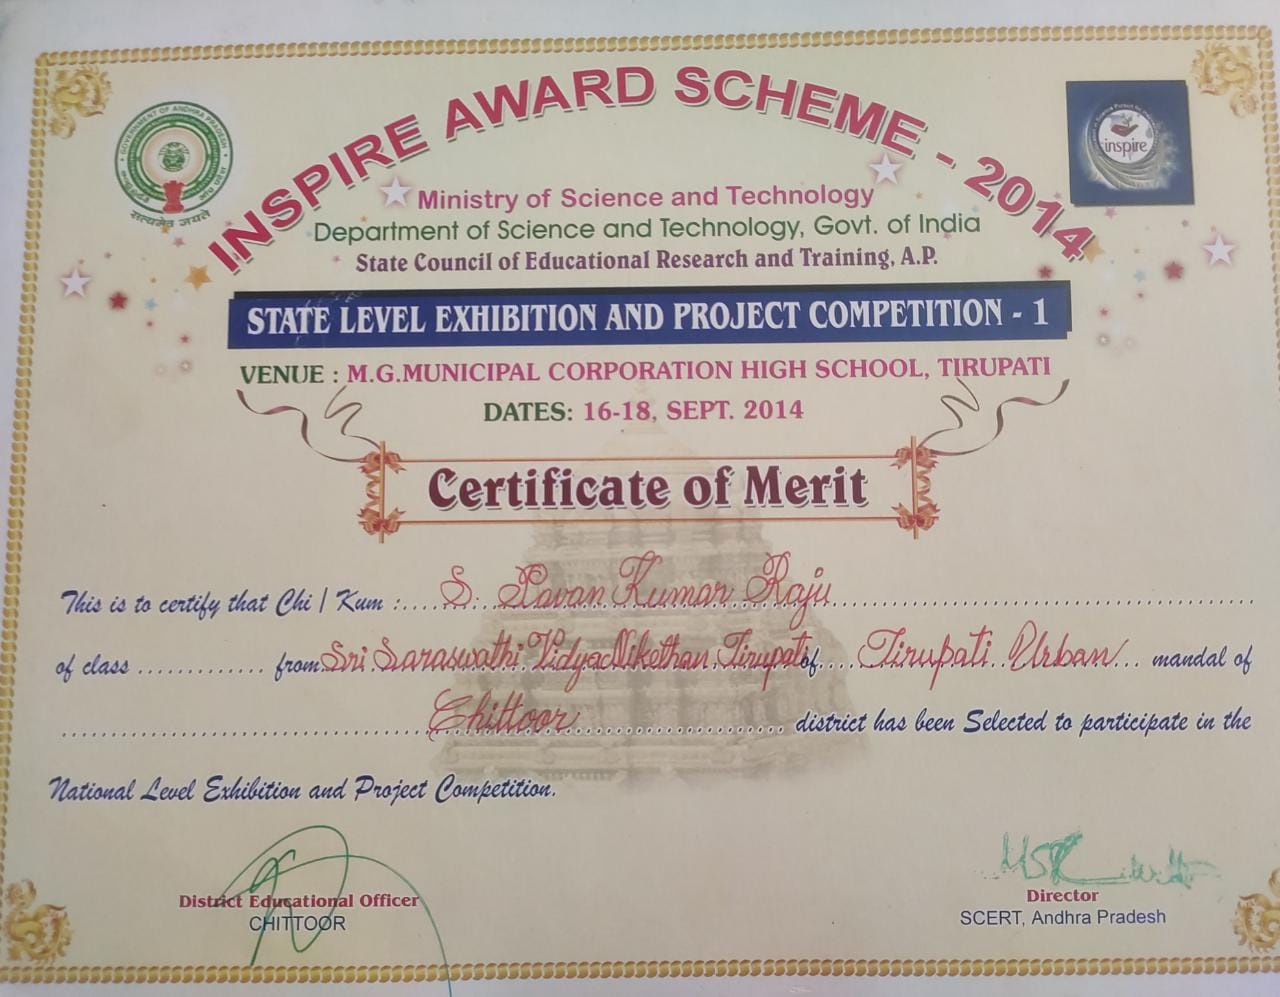 INSPIRE AWARD SCHEME - 2014
GOVERNMENT OF ANDHRA PRADESH
सत्यमेव जयते
inspire
Ministry of Science and Technology
Department of Science and Technology, Govt. of India
State Council of Educational Research and Training, A.P.
STATE LEVEL EXHIBITION AND PROJECT COMPETITION - 1
VENUE : M.G.MUNICIPAL CORPORATION HIGH SCHOOL, TIRUPATI
DATES: 16-18, SEPT. 2014
Certificate of Merit
This is to certify that Chi / Kum :.... S. Pavan Kumar Raju
of class ............. from Sri Saraswathi Vidya Nikethan, Tirupati of .... Tirupati Urban ... mandal of
Chittoor district has been Selected to participate in the
National Level Exhibition and Project Competition.
District Educational Officer
CHITTOOR
Director
SCERT, Andhra Pradesh